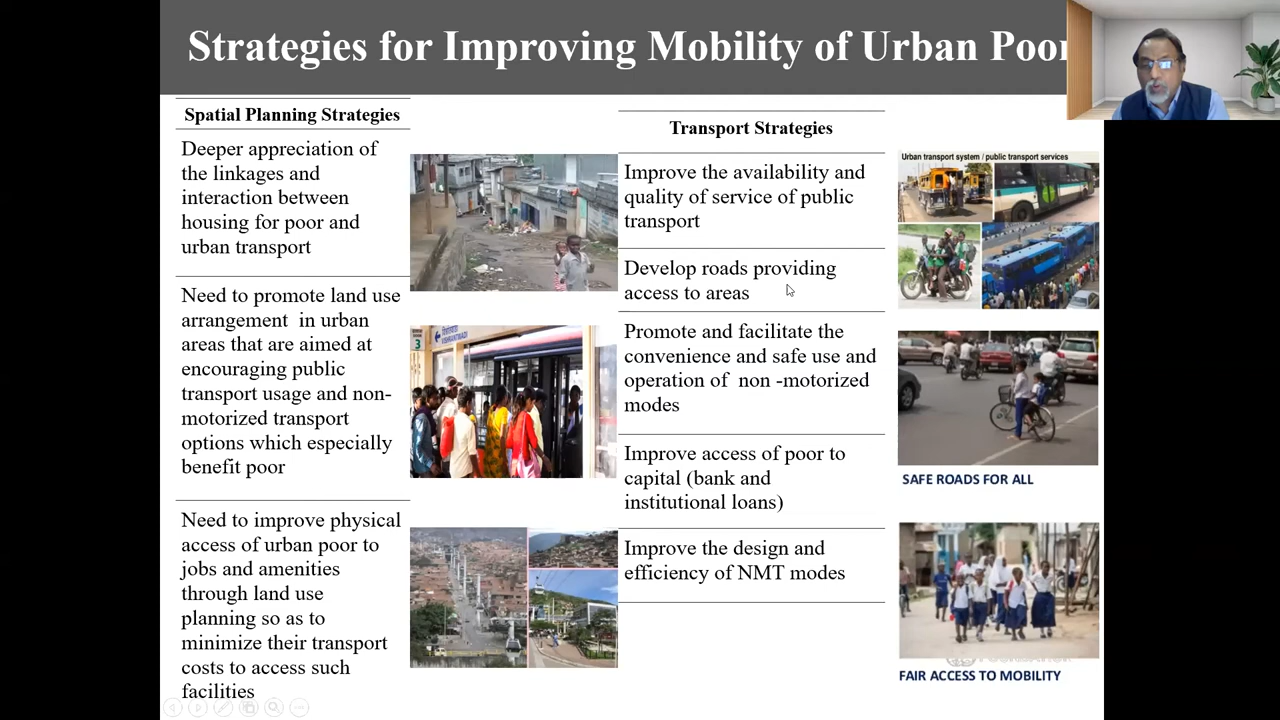 Strategies for Improving Mobility of Urban Poor
Spatial Planning Strategies
Deeper appreciation of
the linkages and
interaction between
housing for poor and
urban transport
Need to promote land use
arrangement in urban
areas that are aimed at
encouraging public
transport usage and non-
motorized transport
options which especially
benefit poor
Need to improve physical
access of urban poor to
jobs and amenities
through land use
planning so as to
minimize their transport
costs to access such
facilities
3
Transport Strategies
Improve the availability and
quality of service of public
transport
Develop roads providing
access to areas
Promote and facilitate the
convenience and safe use and
operation of non -motorized
modes
Improve access of poor to
capital (bank and
institutional loans)
Improve the design and
efficiency of NMT modes
Urban transport system / public transport services
SAFE ROADS FOR ALL
FAIR ACCESS TO MOBILITY